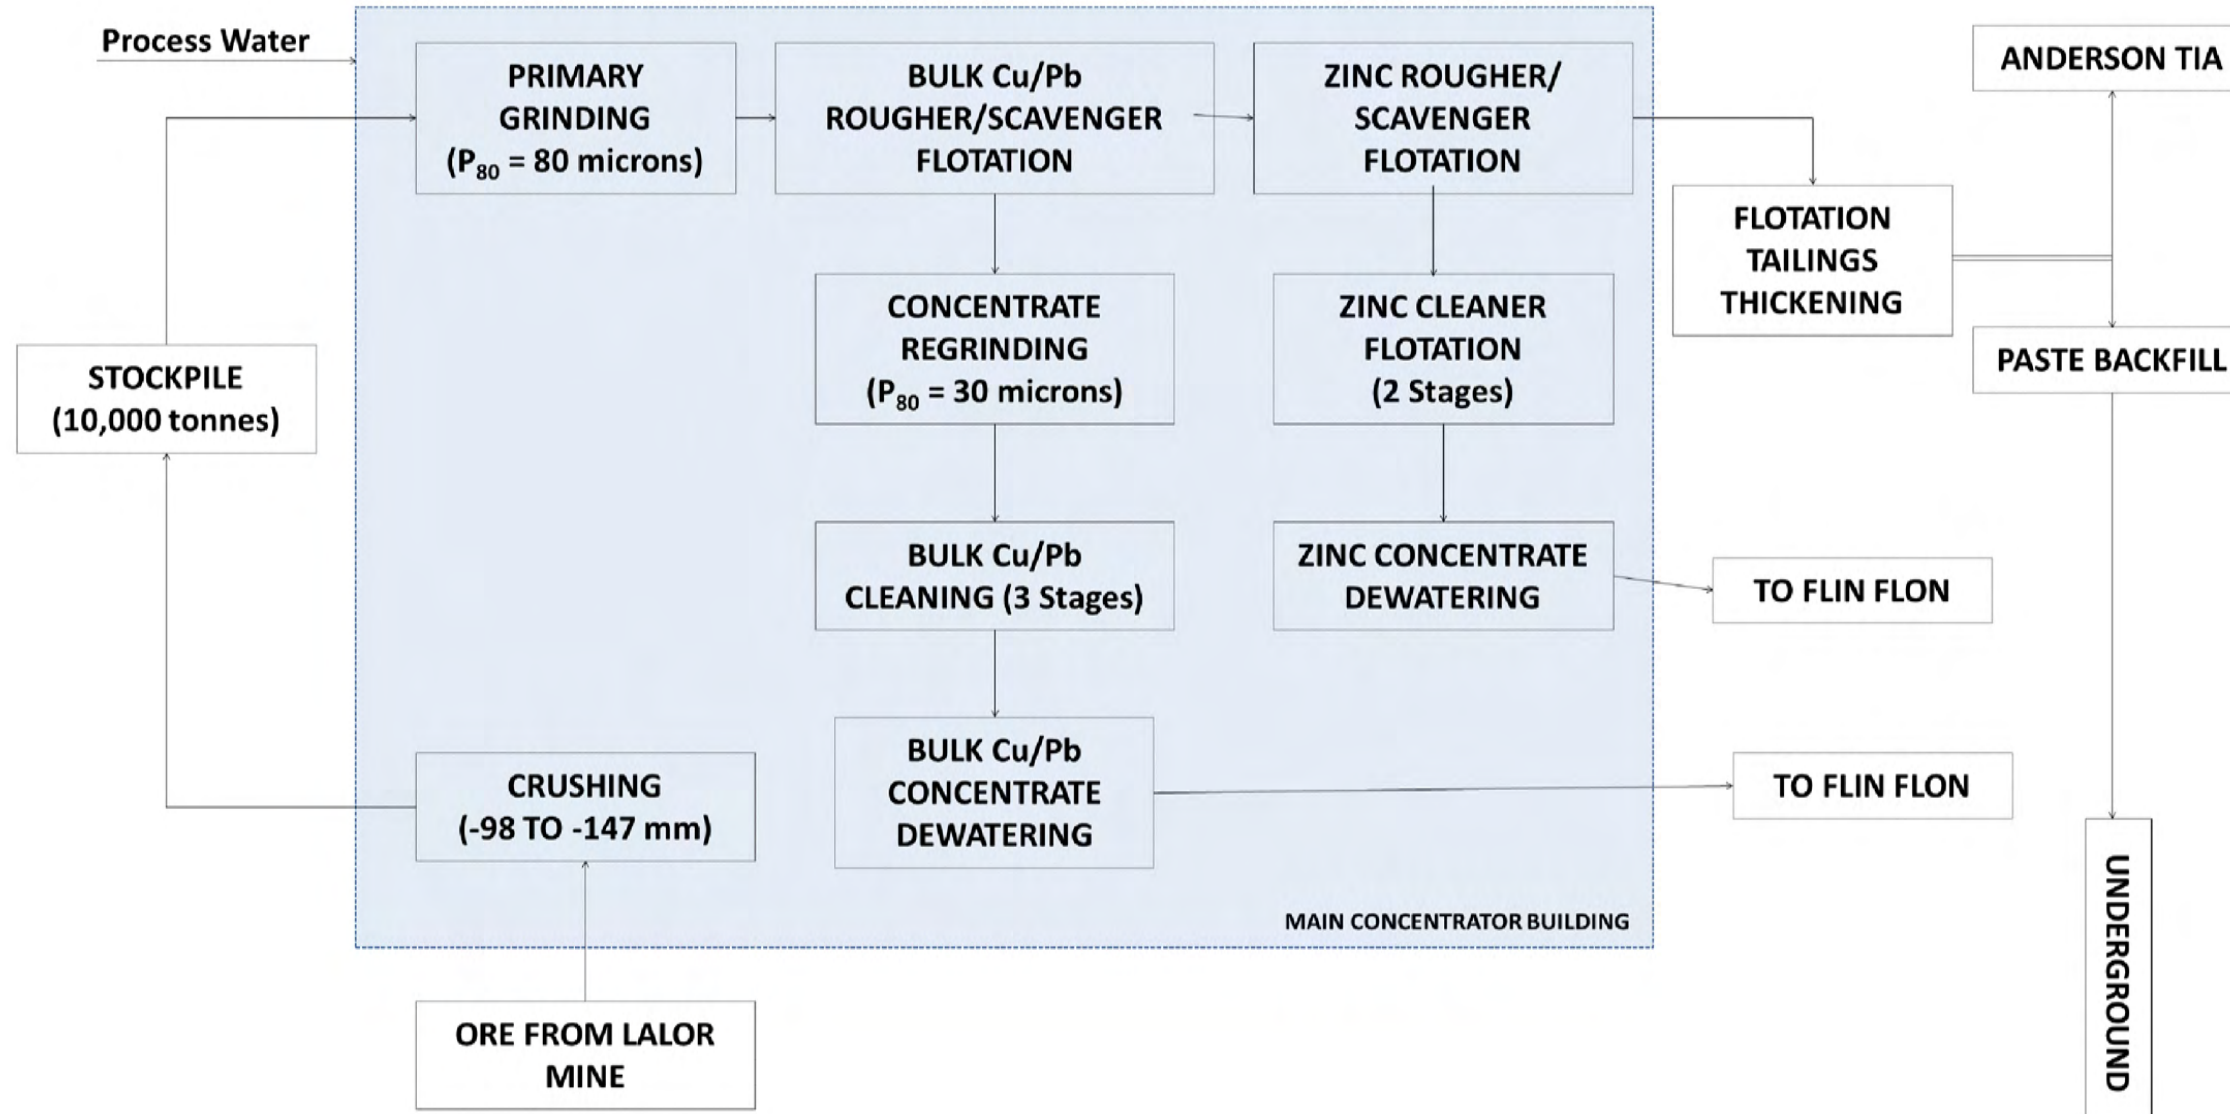 Process Water
PRIMARY
GRINDING
(P80 = 80 microns)
BULK Cu/Pb
ROUGHER/SCAVENGER
FLOTATION
ZINC ROUGHER/
SCAVENGER
FLOTATION
ANDERSON TIA
FLOTATION
TAILINGS
THICKENING
CONCENTRATE
REGRINDING
(P80 = 30 microns)
ZINC CLEANER
FLOTATION
(2 Stages)
PASTE BACKFILL
STOCKPILE
(10,000 tonnes)
BULK Cu/Pb
CLEANING (3 Stages)
ZINC CONCENTRATE
DEWATERING
TO FLIN FLON
BULK Cu/Pb
CONCENTRATE
DEWATERING
TO FLIN FLON
CRUSHING
(-98 TO -147 mm)
MAIN CONCENTRATOR BUILDING
UNDERGROUND
ORE FROM LALOR
MINE